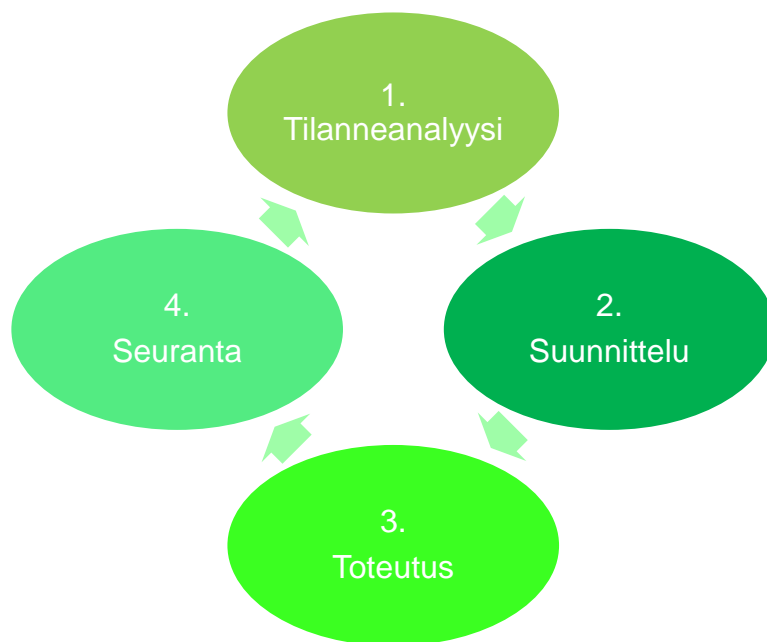 1.
Tilanneanalyysi
2.
Suunnittelu
3.
Toteutus
4.
Seuranta